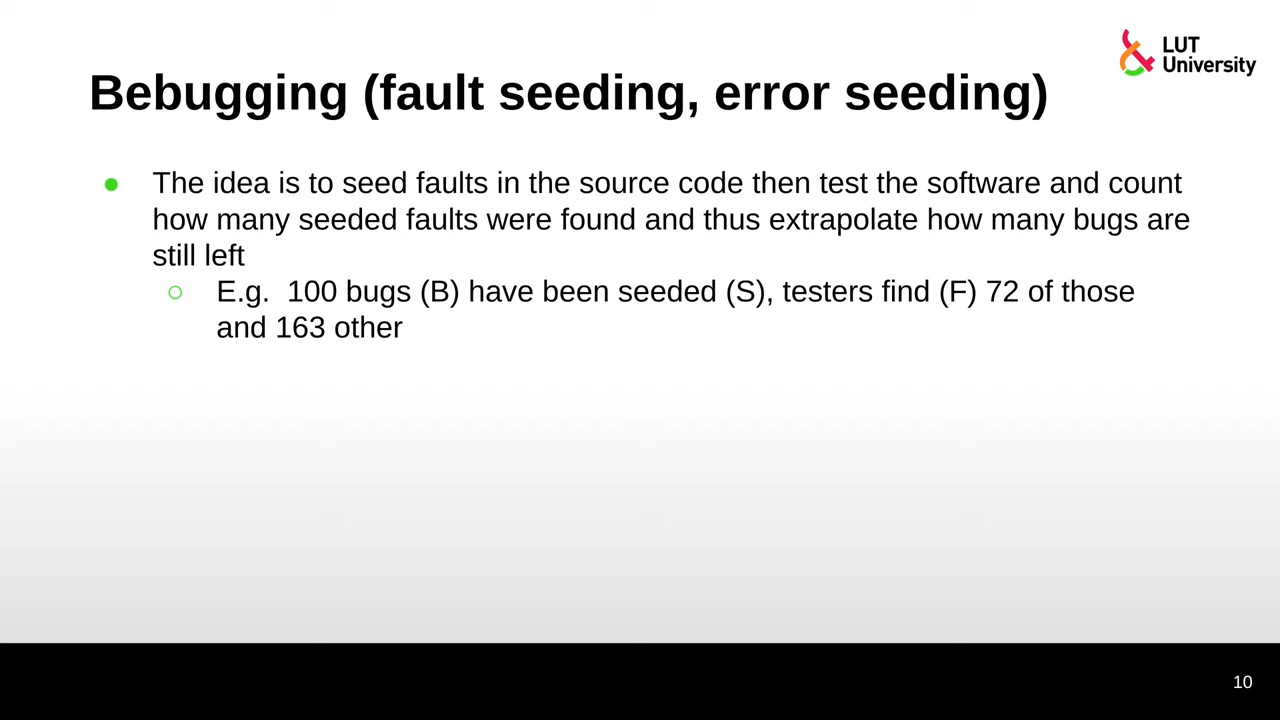 LUT
University
Bebugging (fault seeding, error seeding)
● The idea is to seed faults in the source code then test the software and count
how many seeded faults were found and thus extrapolate how many bugs are
still left
○ E.g.  100 bugs (B) have been seeded (S), testers find (F) 72 of those
and 163 other
10